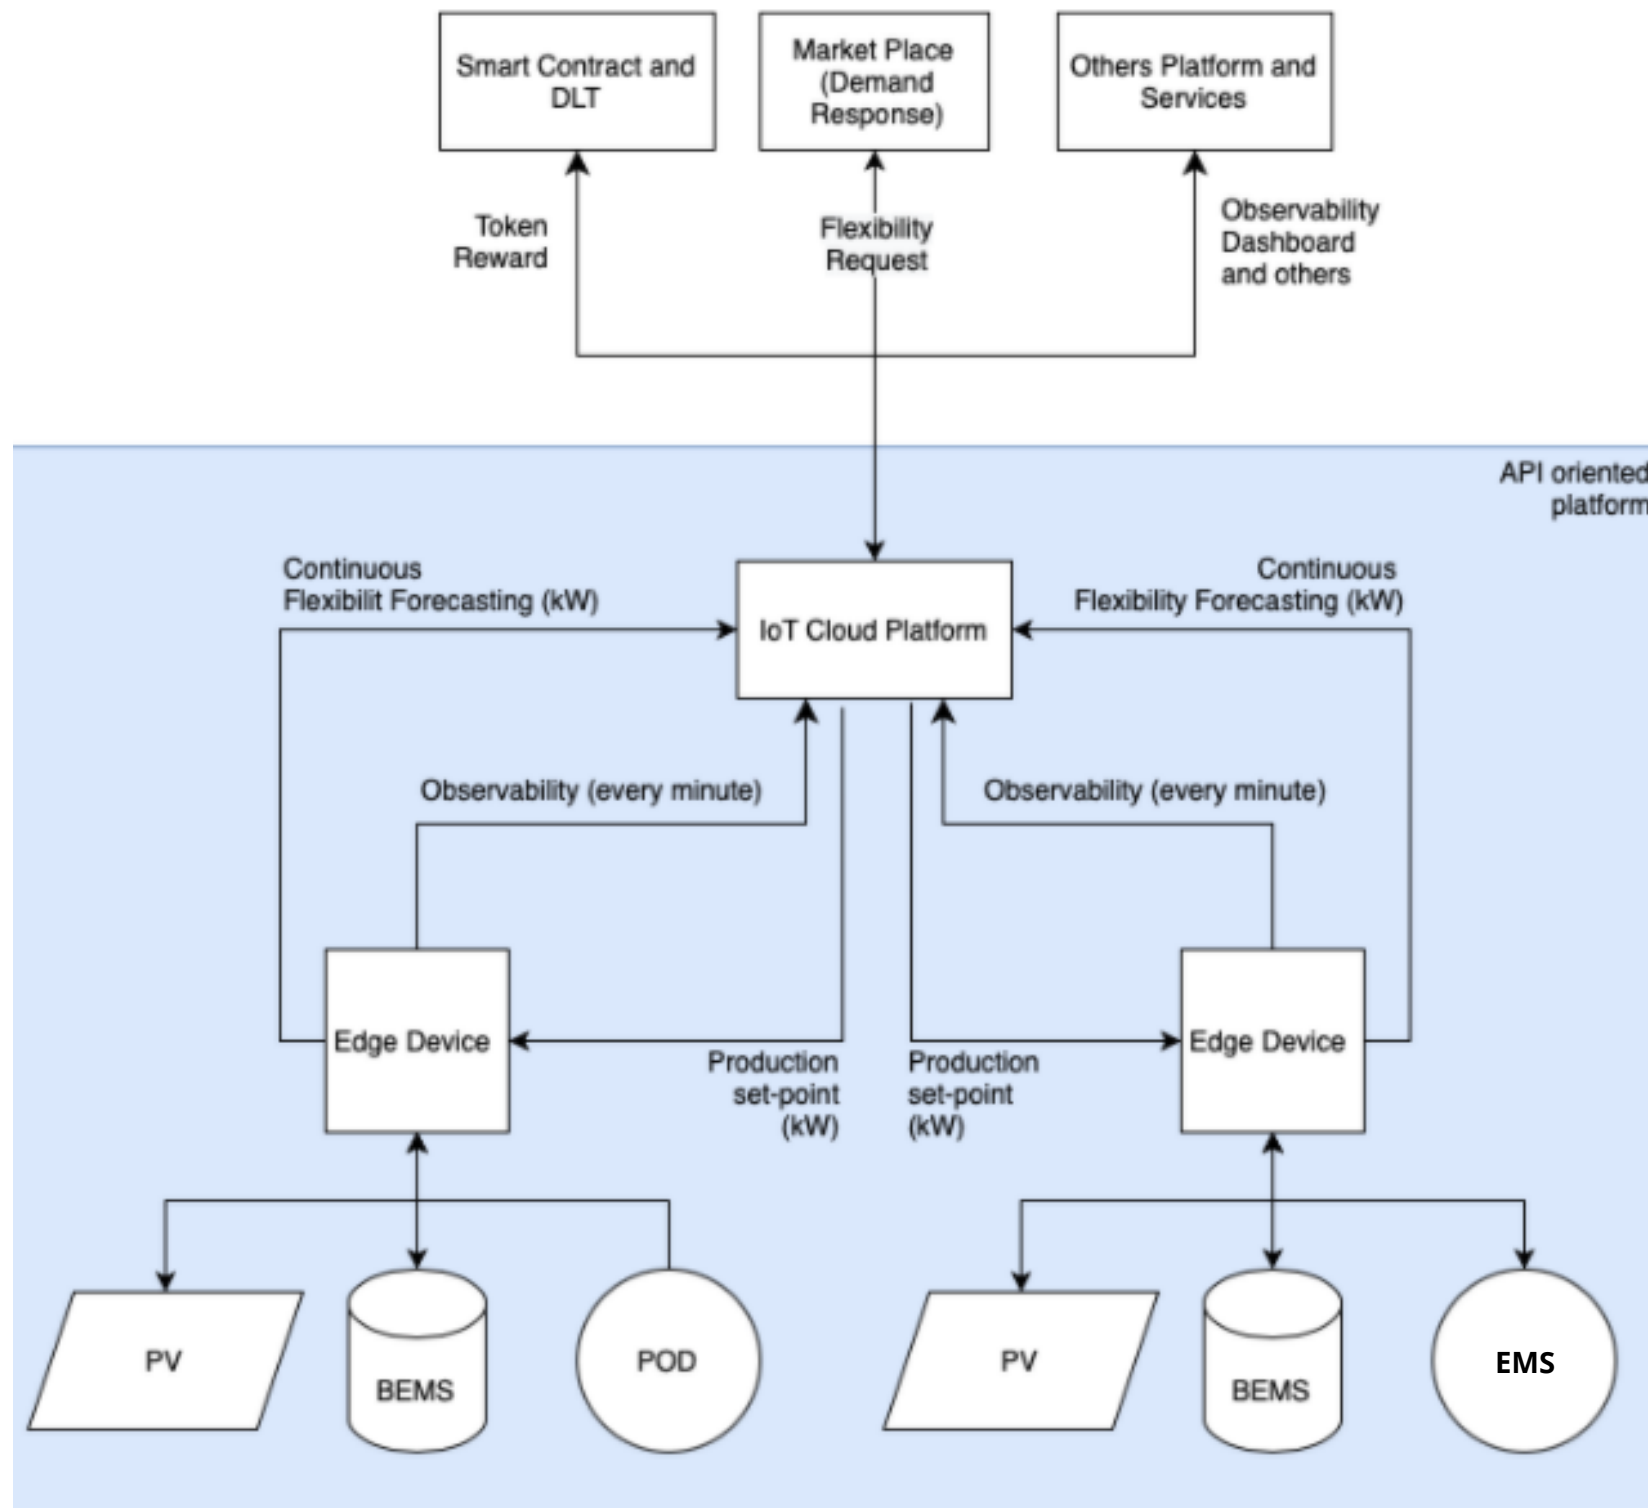 Smart Contract and
DLT
Market Place
(Demand
Response)
Others Platform and
Services
Token
Reward
Flexibility
Request
Observability
Dashboard
and others
API oriented
platform
Continuous
Flexibilit Forecasting (kW)
Continuous
Flexibility Forecasting (kW)
IoT Cloud Platform
Observability (every minute)
Observability (every minute)
Edge Device
Edge Device
Production
set-point
(kW)
Production
set-point
(kW)
PV
BEMS
POD
PV
BEMS
EMS